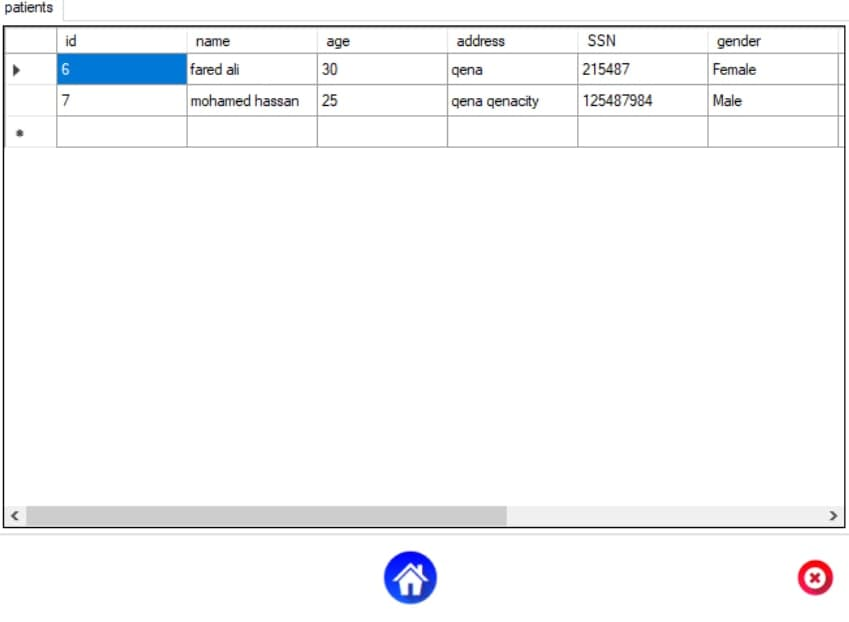 patients
id name age address SSN gender
6 fared ali 30 qena 215487 Female
7 mohamed hassan 25 qena qenacity 125487984 Male